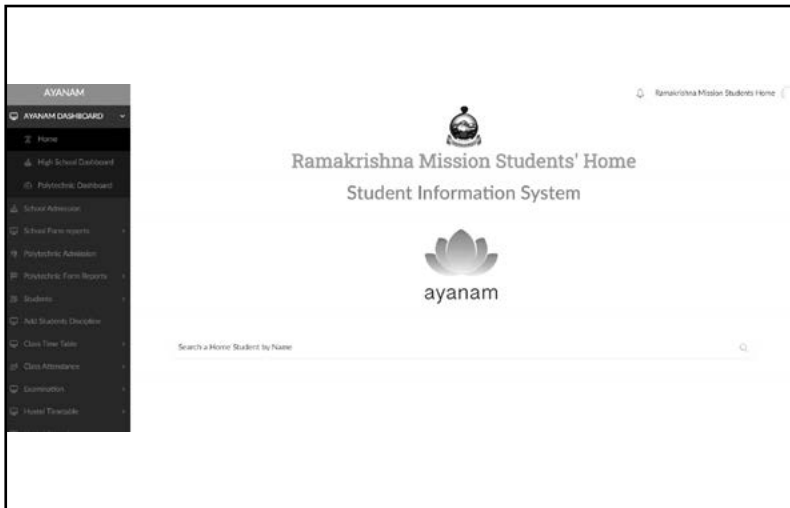 AYANAM
Ramakrishna Mission Students Home
AYANAM DASHBOARD
Home
High School Dashboard
Polytechnic Dashboard
School Admission
School Form reports
Polytechnic Admission
Polytechnic Form Reports
Students
Add Students Discipline
Class Time Table
Class Attendance
Examination
Hostel Timetable
Ramakrishna Mission Students' Home
Student Information System
ayanam
Search a Home Student by Name